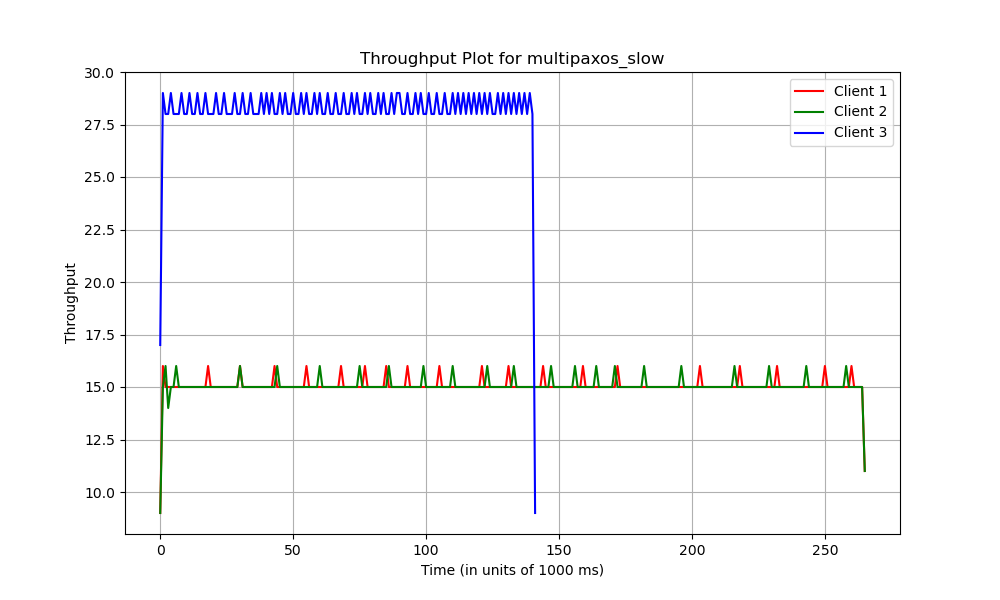 Throughput Plot for multipaxos_slow
30.0
27.5
25.0
22.5
20.0
17.5
15.0
12.5
10.0
Throughput
Client 1
Client 2
Client 3
0 50 100 150 200 250
Time (in units of 1000 ms)